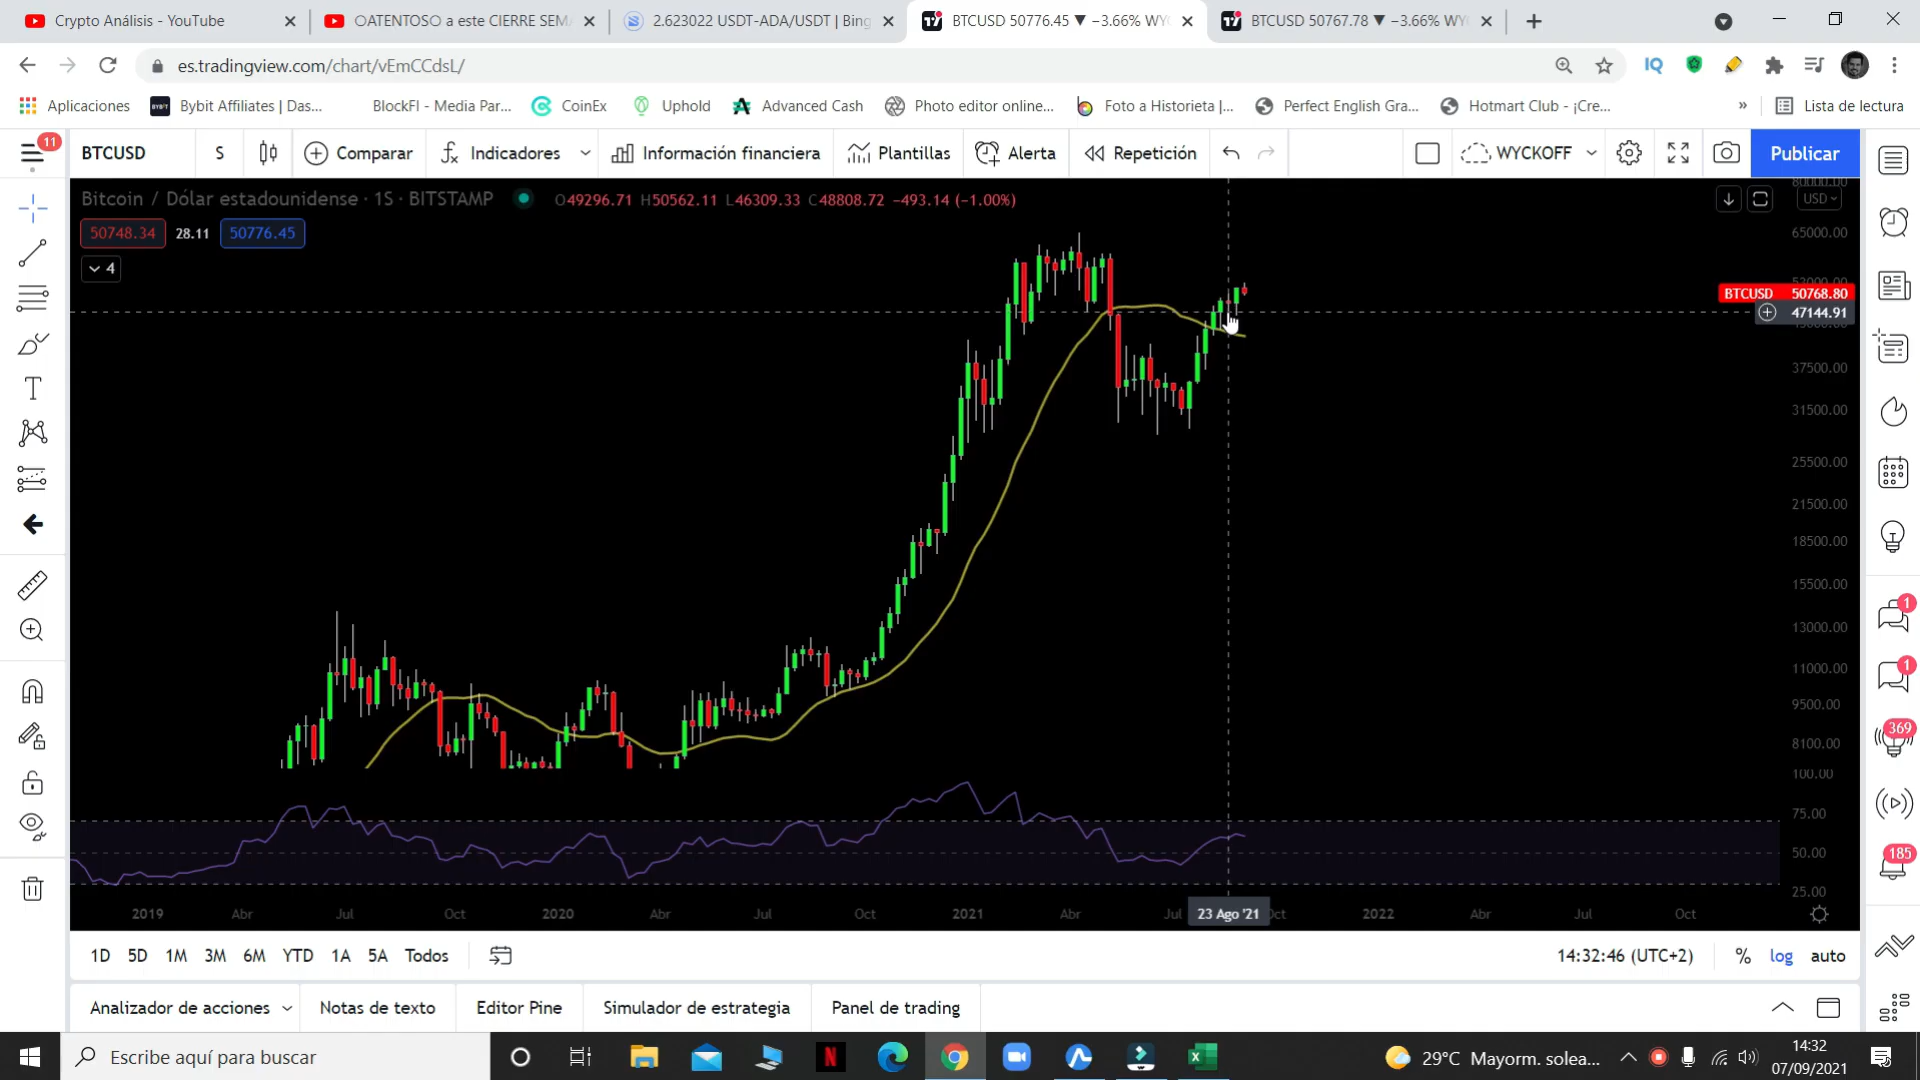 Crypto Análisis - YouTube
OATENTOSO a este CIERRE SEMA
2.623022 USDT-ADA/USDT | Bing
BTCUSD 50776.45 ▼ −3.66% WYC
BTCUSD 50767.78 ▼ −3.66% WYC
es.tradingview.com/chart/vEmCCdsL/
IQ
Aplicaciones
BYBIT
Bybit Affiliates | Das...
BlockFI - Media Par...
CoinEx
Uphold
Advanced Cash
Photo editor online...
Foto a Historieta |...
Perfect English Gra...
Hotmart Club - ¡Cre...
»
Lista de lectura
11
BTCUSD
S
Comparar
Indicadores
Información financiera
Plantillas
Alerta
Repetición
WYCKOFF
Publicar
Bitcoin / Dólar estadounidense · 1S · BITSTAMP
O49296.71 H50562.11 L46309.33 C48808.72 −493.14 (−1.00%)
USD
50748.34
28.11
50776.45
4
80000.00
65000.00
BTCUSD 50768.80
47144.91
37500.00
31500.00
25500.00
21500.00
18500.00
15500.00
13000.00
11000.00
9500.00
8100.00
100.00
75.00
50.00
25.00
1
1
369
185
2019
Abr
Jul
Oct
2020
Abr
Jul
Oct
2021
Abr
Jul
23 Ago '21
Oct
2022
Abr
Jul
Oct
1D
5D
1M
3M
6M
YTD
1A
5A
Todos
14:32:46 (UTC+2)
%
log
auto
Analizador de acciones
Notas de texto
Editor Pine
Simulador de estrategia
Panel de trading
Escribe aquí para buscar
29°C Mayorm. solea...
14:32
07/09/2021